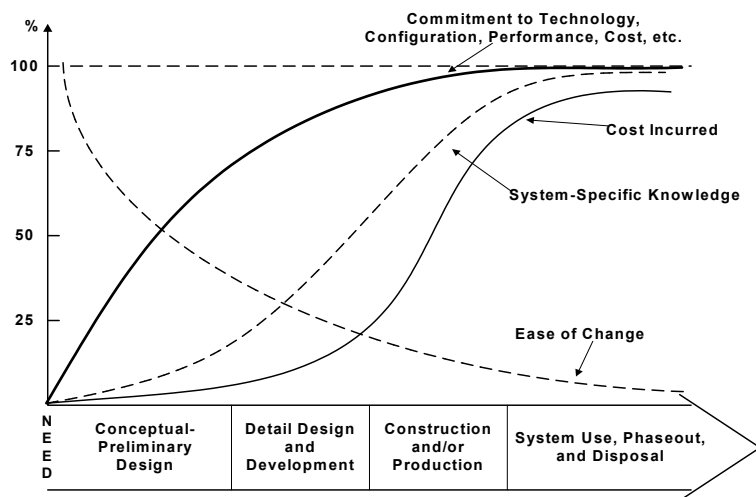 %
Commitment to Technology,
Configuration, Performance, Cost, etc.
100
75
50
25
Cost Incurred
System-Specific Knowledge
Ease of Change
N
E
E
D
Conceptual-
Preliminary
Design
Detail Design
and
Development
Construction
and/or
Production
System Use, Phaseout,
and Disposal